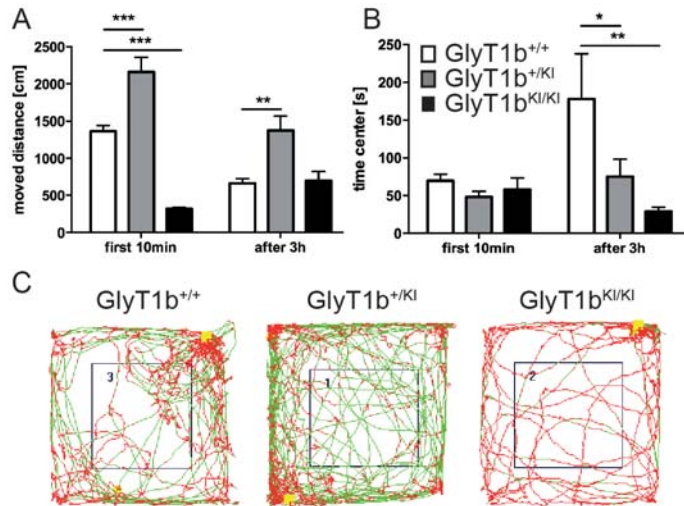 A
moved distance [cm]
2500
2000
1500
1000
500
0
***
***
**
first 10min
after 3h
B
time center [s]
250
200
150
100
50
0
*
**
GlyT1b+/+
GlyT1b+/KI
GlyT1bKI/KI
first 10min
after 3h
C
GlyT1b+/+
GlyT1b+/KI
GlyT1bKI/KI
3
1
2